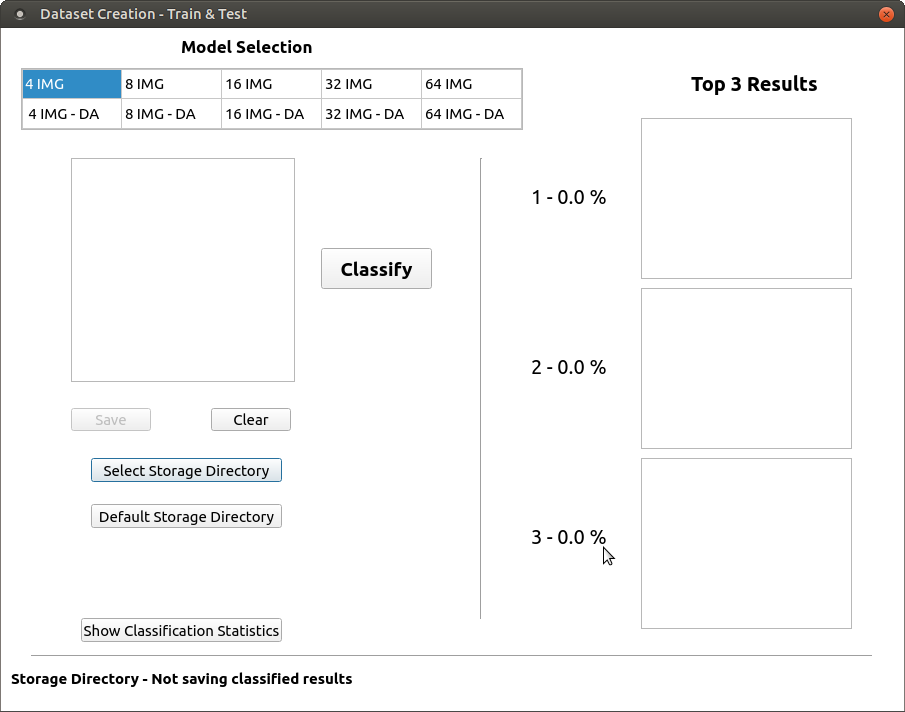 Dataset Creation - Train & Test
Model Selection
4 IMG 8 IMG 16 IMG 32 IMG 64 IMG
4 IMG - DA 8 IMG - DA 16 IMG - DA 32 IMG - DA 64 IMG - DA
Top 3 Results
1 - 0.0 %
Classify
2 - 0.0 %
Save Clear
Select Storage Directory
Default Storage Directory
3 - 0.0 %
Show Classification Statistics
Storage Directory - Not saving classified results